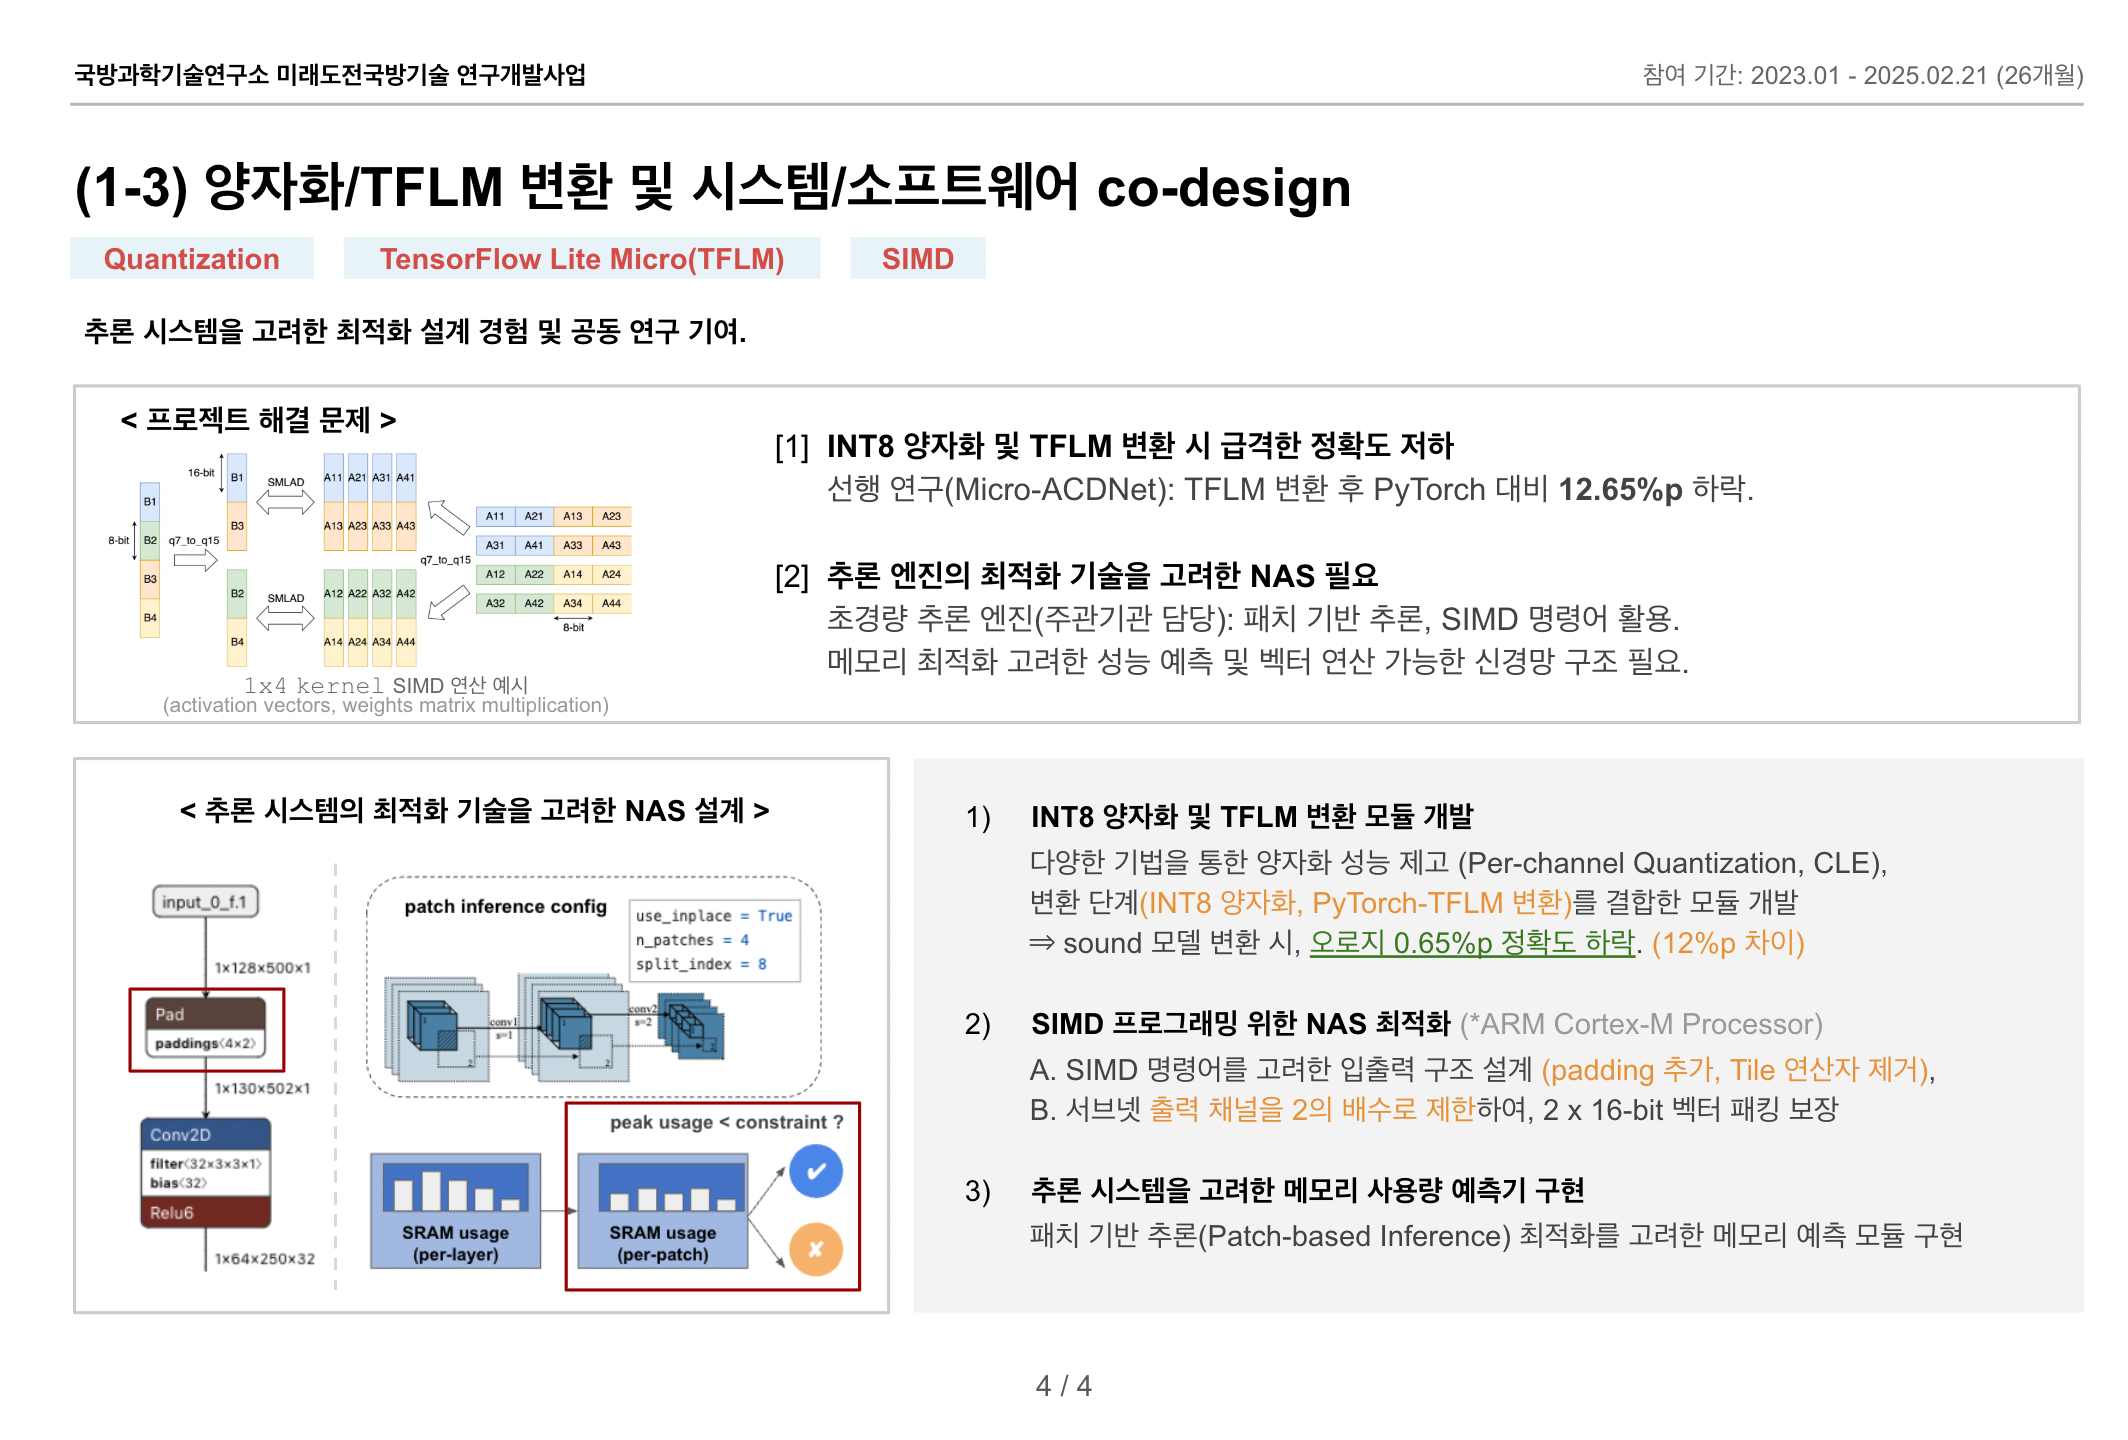 국방과학기술연구소 미래도전국방기술 연구개발사업
참여 기간: 2023.01 - 2025.02.21 (26개월)
(1-3) 양자화/TFLM 변환 및 시스템/소프트웨어 co-design
Quantization
TensorFlow Lite Micro(TFLM)
SIMD
추론 시스템을 고려한 최적화 설계 경험 및 공동 연구 기여.
< 프로젝트 해결 문제 >
16-bit
B1
B3
SMLAD
A11 A21 A31 A41
A13 A23 A33 A43
B1
B2
B3
B4
8-bit
q7_to_q15
B2
B4
SMLAD
A12 A22 A32 A42
A14 A24 A34 A44
q7_to_q15
A11 A21 A13 A23
A31 A41 A33 A43
A12 A22 A14 A24
A32 A42 A34 A44
8-bit
1x4 kernel SIMD 연산 예시
(activation vectors, weights matrix multiplication)
[1] INT8 양자화 및 TFLM 변환 시 급격한 정확도 저하
선행 연구(Micro-ACDNet): TFLM 변환 후 PyTorch 대비 12.65%p 하락.
[2] 추론 엔진의 최적화 기술을 고려한 NAS 필요
초경량 추론 엔진(주관기관 담당): 패치 기반 추론, SIMD 명령어 활용.
메모리 최적화 고려한 성능 예측 및 벡터 연산 가능한 신경망 구조 필요.
< 추론 시스템의 최적화 기술을 고려한 NAS 설계 >
input_0_f.1
1×128×500×1
Pad
paddings⟨4×2⟩
1×130×502×1
Conv2D
filter⟨32×3×3×1⟩
bias⟨32⟩
Relu6
1×64×250×32
patch inference config
use_inplace = True
n_patches = 4
split_index = 8
1
2
conv1
s=1
1
2
conv2
s=2
1
2
peak usage < constraint ?
SRAM usage
(per-layer)
SRAM usage
(per-patch)
1) INT8 양자화 및 TFLM 변환 모듈 개발
다양한 기법을 통한 양자화 성능 제고 (Per-channel Quantization, CLE),
변환 단계(INT8 양자화, PyTorch-TFLM 변환)를 결합한 모듈 개발
⇒ sound 모델 변환 시, 오로지 0.65%p 정확도 하락. (12%p 차이)
2) SIMD 프로그래밍 위한 NAS 최적화 (*ARM Cortex-M Processor)
A. SIMD 명령어를 고려한 입출력 구조 설계 (padding 추가, Tile 연산자 제거),
B. 서브넷 출력 채널을 2의 배수로 제한하여, 2 x 16-bit 벡터 패킹 보장
3) 추론 시스템을 고려한 메모리 사용량 예측기 구현
패치 기반 추론(Patch-based Inference) 최적화를 고려한 메모리 예측 모듈 구현
4 / 4